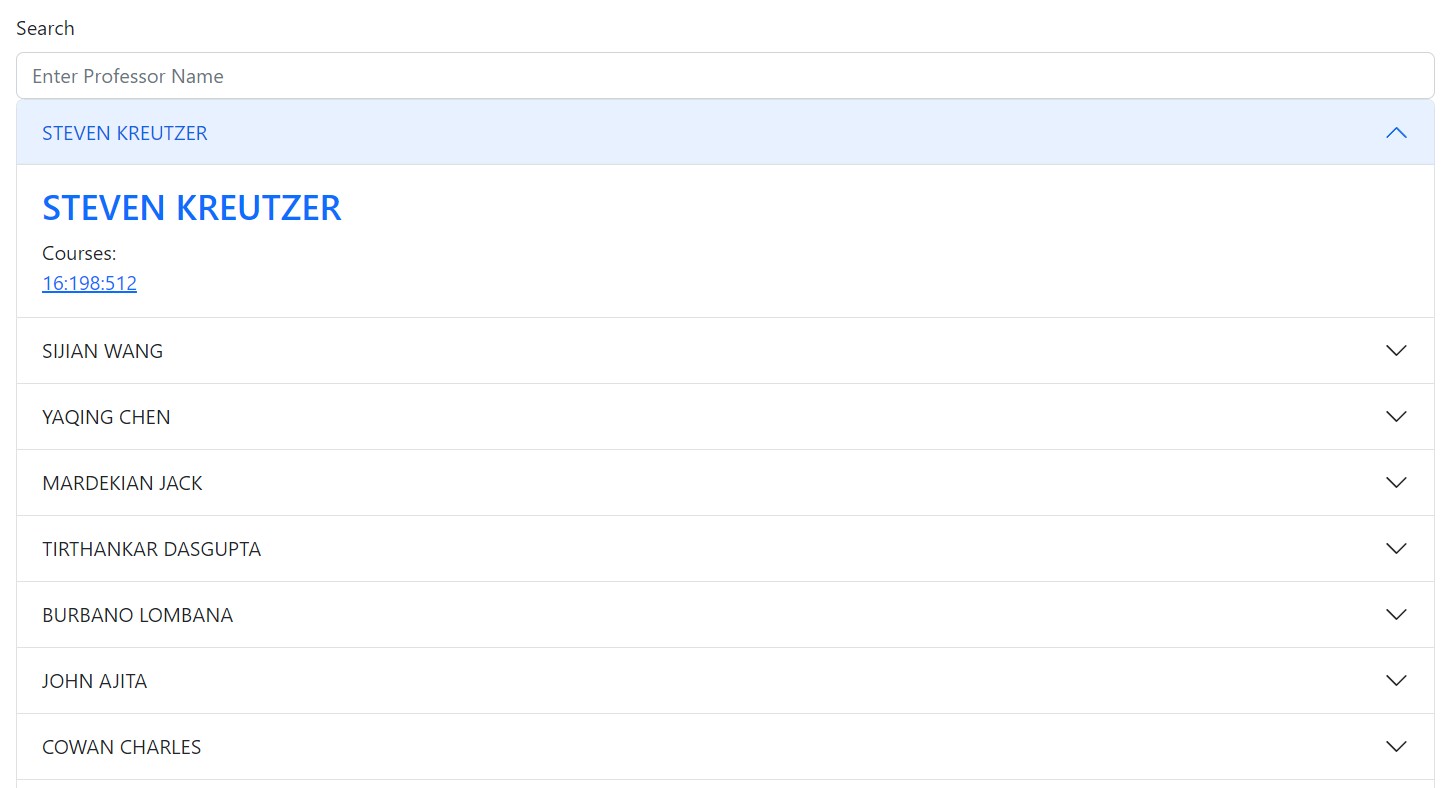 Search
Enter Professor Name
STEVEN KREUTZER
STEVEN KREUTZER
Courses:
16:198:512
SIJIAN WANG
YAQING CHEN
MARDEKIAN JACK
TIRTHANKAR DASGUPTA
BURBANO LOMBANA
JOHN AJITA
COWAN CHARLES